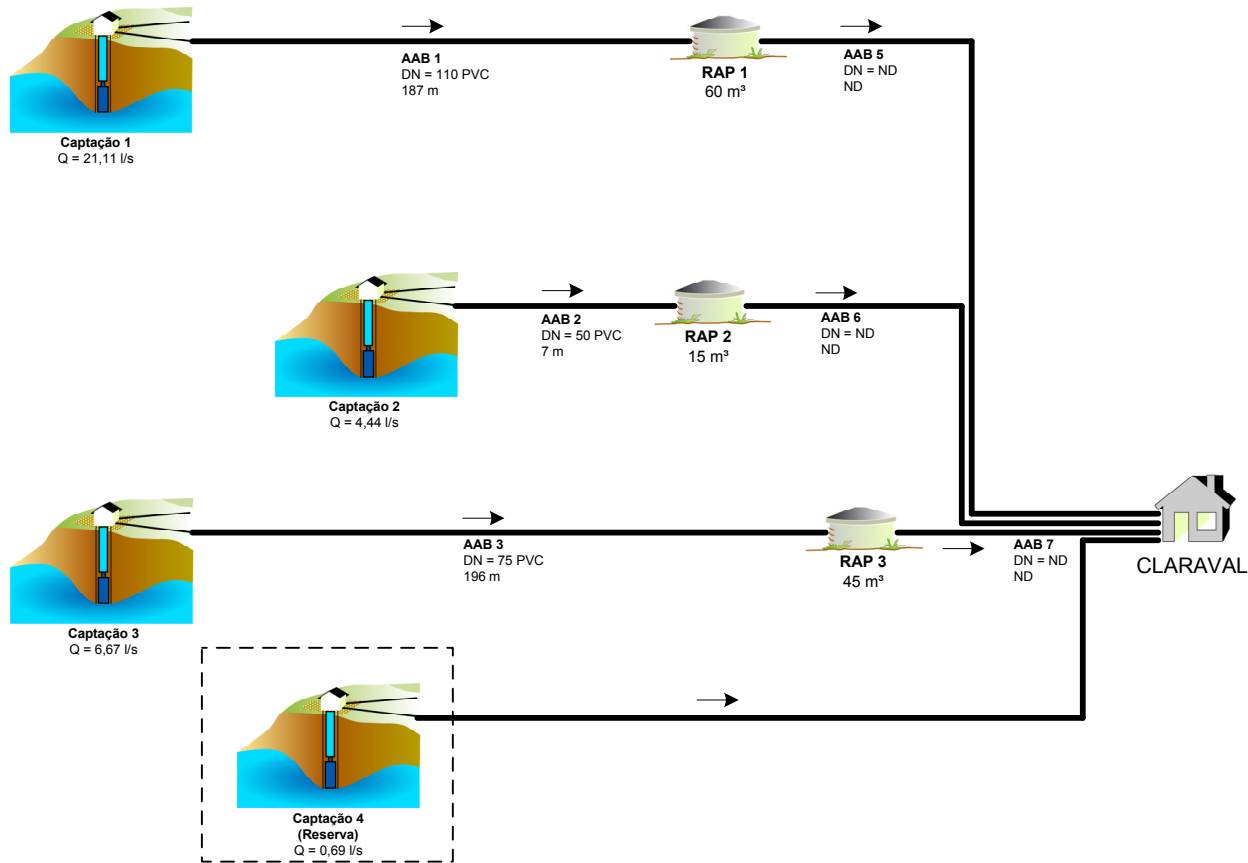 AAB 1
DN = 110 PVC
187 m
RAP 1
60 m³
AAB 5
DN = ND
ND
Captação 1
Q = 21,11 l/s
AAB 2
DN = 50 PVC
7 m
RAP 2
15 m³
AAB 6
DN = ND
ND
Captação 2
Q = 4,44 l/s
AAB 3
DN = 75 PVC
196 m
RAP 3
45 m³
AAB 7
DN = ND
ND
CLARAVAL
Captação 3
Q = 6,67 l/s
Captação 4
(Reserva)
Q = 0,69 l/s